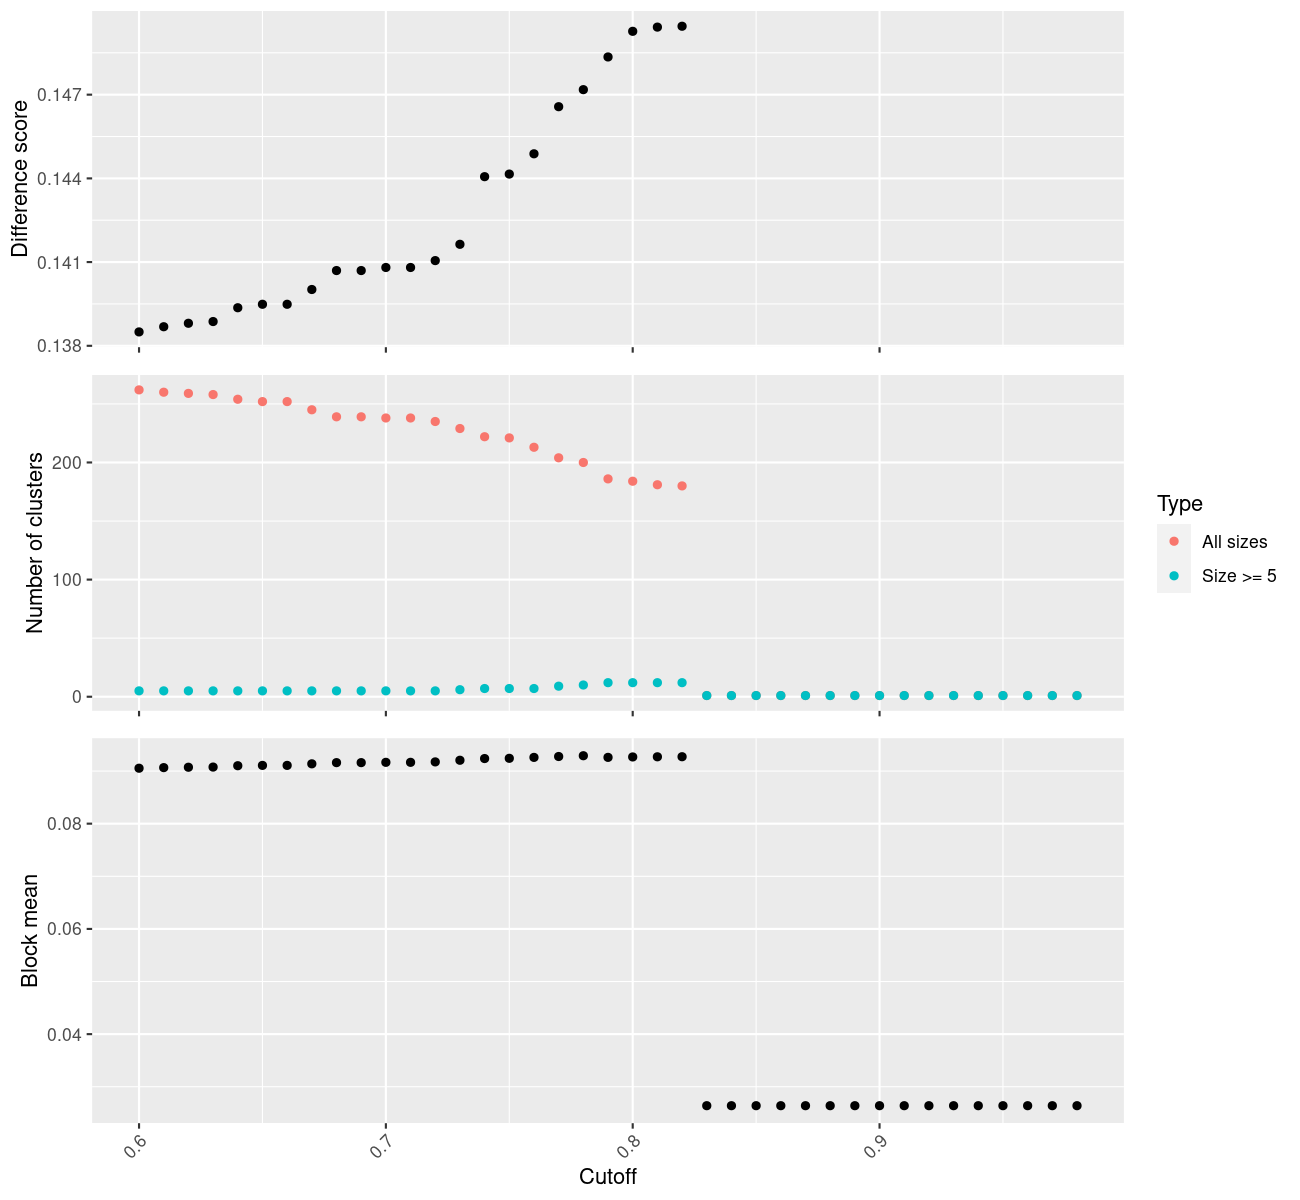 Difference score
0.147
0.144
0.141
0.138
Number of clusters
200
100
0
Type
All sizes
Size >= 5
Block mean
0.08
0.06
0.04
0.6
0.7
0.8
0.9
Cutoff